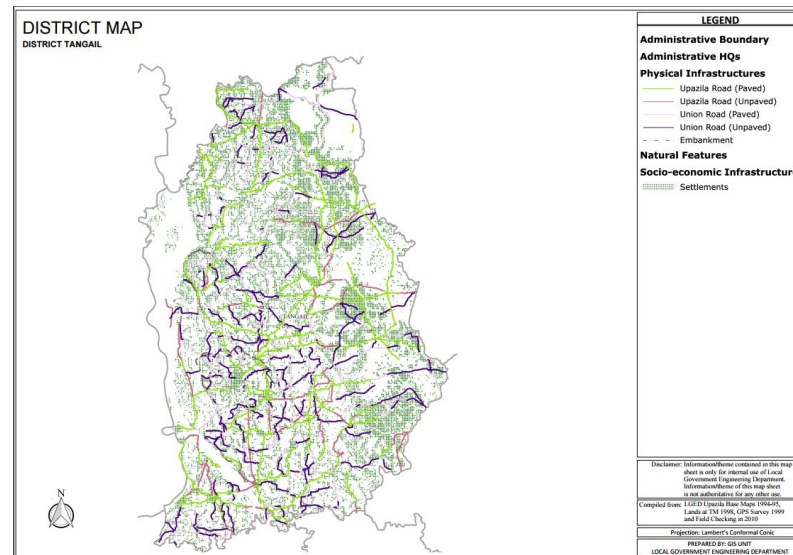 DISTRICT MAP
DISTRICT TANGAIL
TANGAIL
N
LEGEND
Administrative Boundary
Administrative HQs
Physical Infrastructures
Upazila Road (Paved)
Upazila Road (Unpaved)
Union Road (Paved)
Union Road (Unpaved)
Embankment
Natural Features
Socio-economic Infrastructure
Settlements
Disclaimer: Information/theme contained in this map
sheet is only for internal use of Local
Government Engineering Department.
Information/theme of this map sheet
is not authoritative for any other use.
Compiled from: LGED Upazila Base Maps 1994-95,
Lands at TM 1998, GPS Survey 1999
and Field Checking in 2010
Projection: Lambert's Conformal Conic
PREPARED BY: GIS UNIT
LOCAL GOVERNMENT ENGINEERING DEPARTMENT